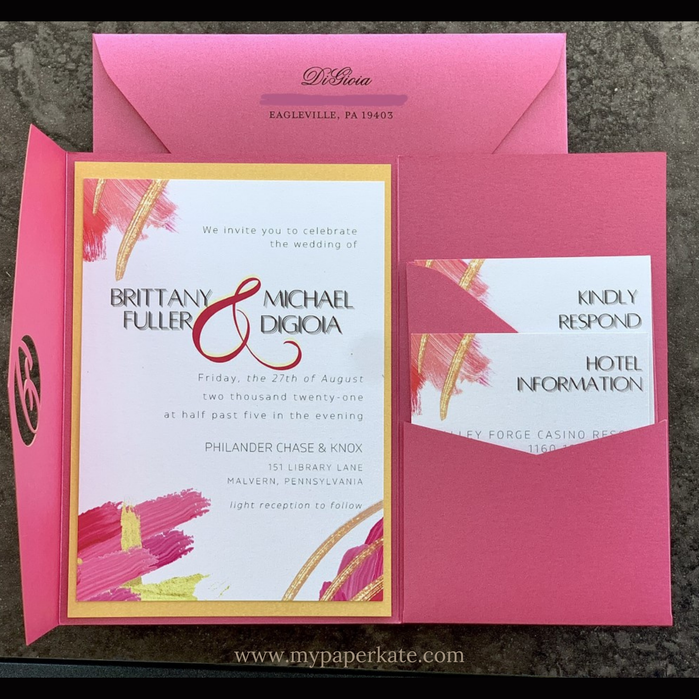 DiGioia
EAGLEVILLE, PA 19403
We invite you to celebrate
the wedding of
BRITTANY & MICHAEL
FULLER DIGIOIA
Friday, the 27th of August
two thousand twenty-one
at half past five in the evening
PHILANDER CHASE & KNOX
151 LIBRARY LANE
MALVERN, PENNSYLVANIA
light reception to follow
KINDLY
RESPOND
HOTEL
INFORMATION
FORGE CASINO
www.mypaperkate.com